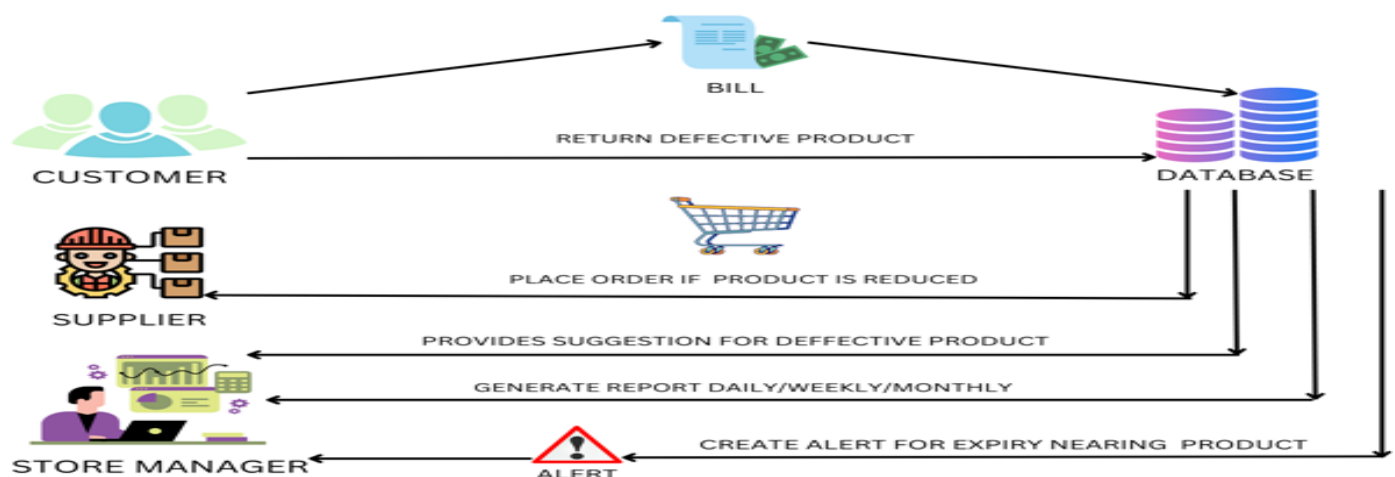 BILL
RETURN DEFECTIVE PRODUCT
CUSTOMER
DATABASE
PLACE ORDER IF PRODUCT IS REDUCED
SUPPLIER
PROVIDES SUGGESTION FOR DEFFECTIVE PRODUCT
GENERATE REPORT DAILY/WEEKLY/MONTHLY
CREATE ALERT FOR EXPIRY NEARING PRODUCT
STORE MANAGER
ALERT